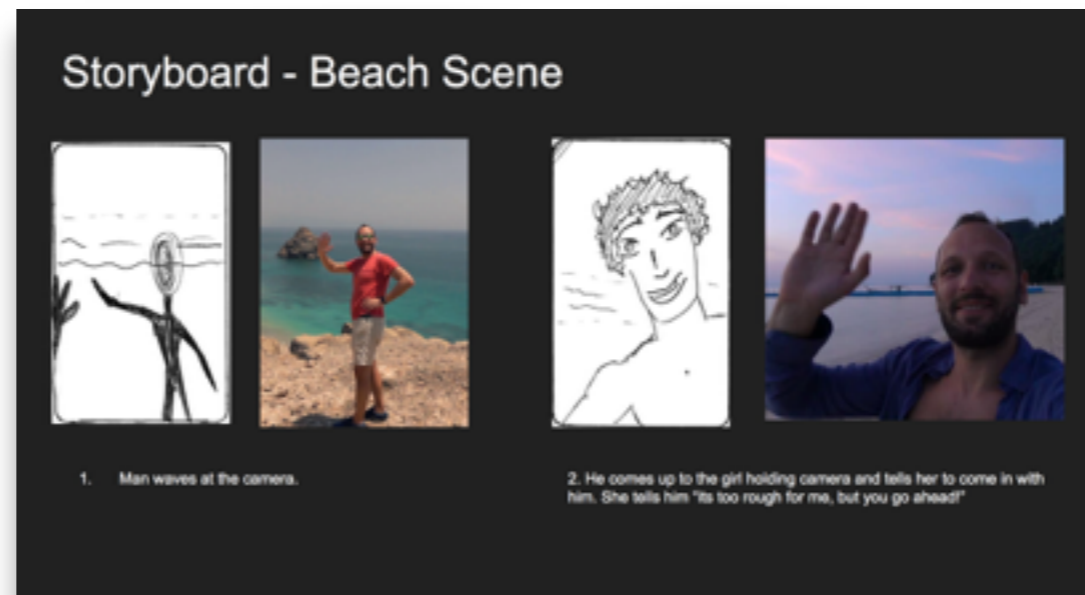 Storyboard - Beach Scene
1. Man waves at the camera.
2. He comes up to the girl holding camera and tells her to come in with
him. She tells him "its too rough for me, but you go ahead!"